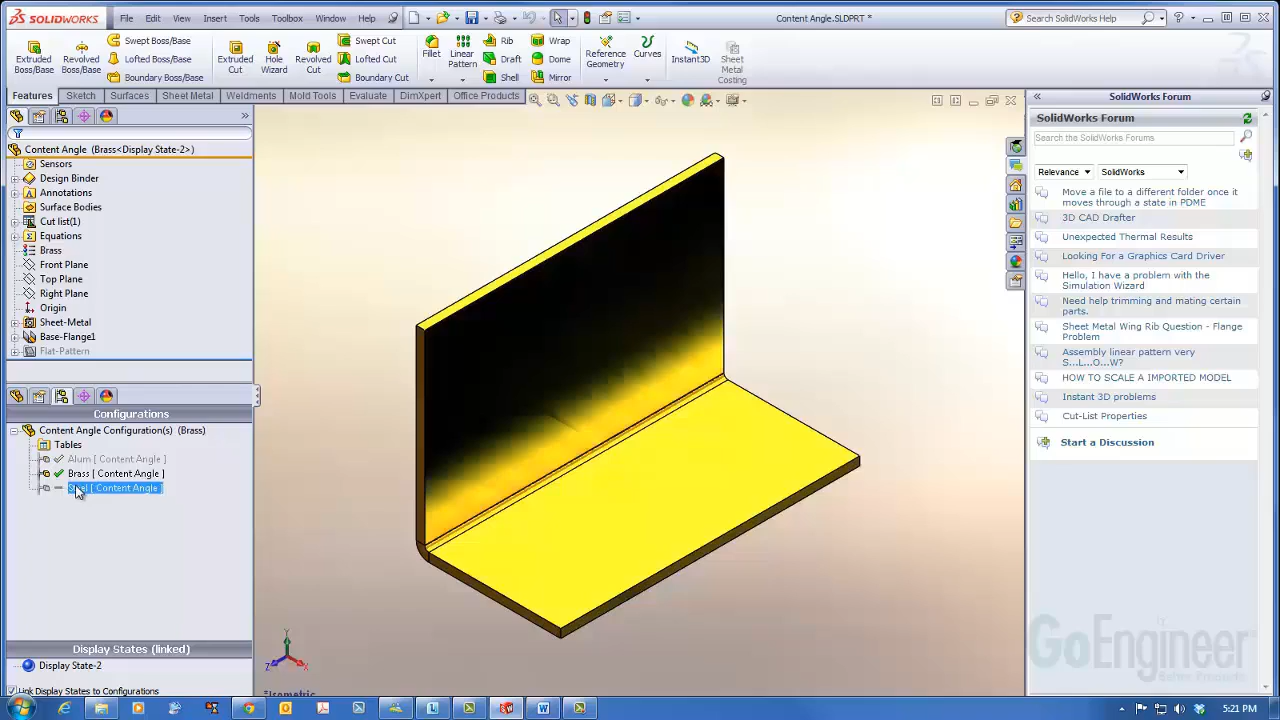 SOLIDWORKS File Edit View Insert Tools Toolbox Window Help Content Angle.SLDPRT * Search SolidWorks Help
Extruded Boss/Base
Revolved Boss/Base
Swept Boss/Base
Lofted Boss/Base
Boundary Boss/Base
Extruded Cut
Hole Wizard
Revolved Cut
Swept Cut
Lofted Cut
Boundary Cut
Fillet
Linear Pattern
Rib
Draft
Shell
Wrap
Dome
Mirror
Reference Geometry
Curves
Instant3D
Sheet Metal Costing
Features Sketch Surfaces Sheet Metal Weldments Mold Tools Evaluate DimXpert Office Products
Content Angle (Brass<Display State-2>)
Sensors
Design Binder
Annotations
Surface Bodies
Cut list(1)
Equations
Brass
Front Plane
Top Plane
Right Plane
Origin
Sheet-Metal
Base-Flange1
Flat-Pattern
Configurations
Content Angle Configuration(s) (Brass)
Tables
Alum [ Content Angle ]
Brass [ Content Angle ]
[ Content Angle ]
Display States (linked)
Display State-2
Link Display States to Configurations
Y
Z
X
*Isometric
SolidWorks Forum
SolidWorks Forum
Search the SolidWorks Forums
Relevance SolidWorks
Move a file to a different folder once it
moves through a state in PDME
3D CAD Drafter
Unexpected Thermal Results
Looking For a Graphics Card Driver
Hello, I have a problem with the
Simulation Wizard
Need help trimming and mating certain
parts.
Sheet Metal Wing Rib Question - Flange
Problem
Assembly linear pattern very
S...L...O...W?
HOW TO SCALE A IMPORTED MODEL
Instant 3D problems
Cut-List Properties
Start a Discussion
GoEngineer
Better Products
5:21 PM